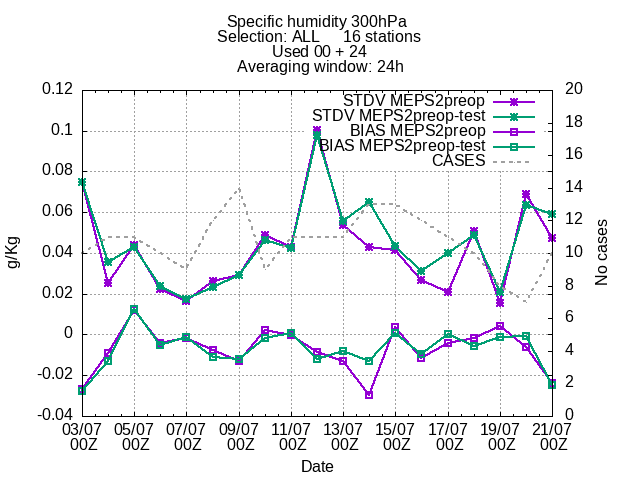 Specific humidity 300hPa
Selection: ALL 16 stations
Used 00 + 24
Averaging window: 24h
STDV MEPS2preop
STDV MEPS2preop-test
BIAS MEPS2preop
BIAS MEPS2preop-test
CASES
g/Kg
0.12
0.1
0.08
0.06
0.04
0.02
0
-0.02
-0.04
No cases
20
18
16
14
12
10
8
6
4
2
0
03/07 05/07 07/07 09/07 11/07 13/07 15/07 17/07 19/07 21/07
00Z 00Z 00Z 00Z 00Z 00Z 00Z 00Z 00Z 00Z
Date